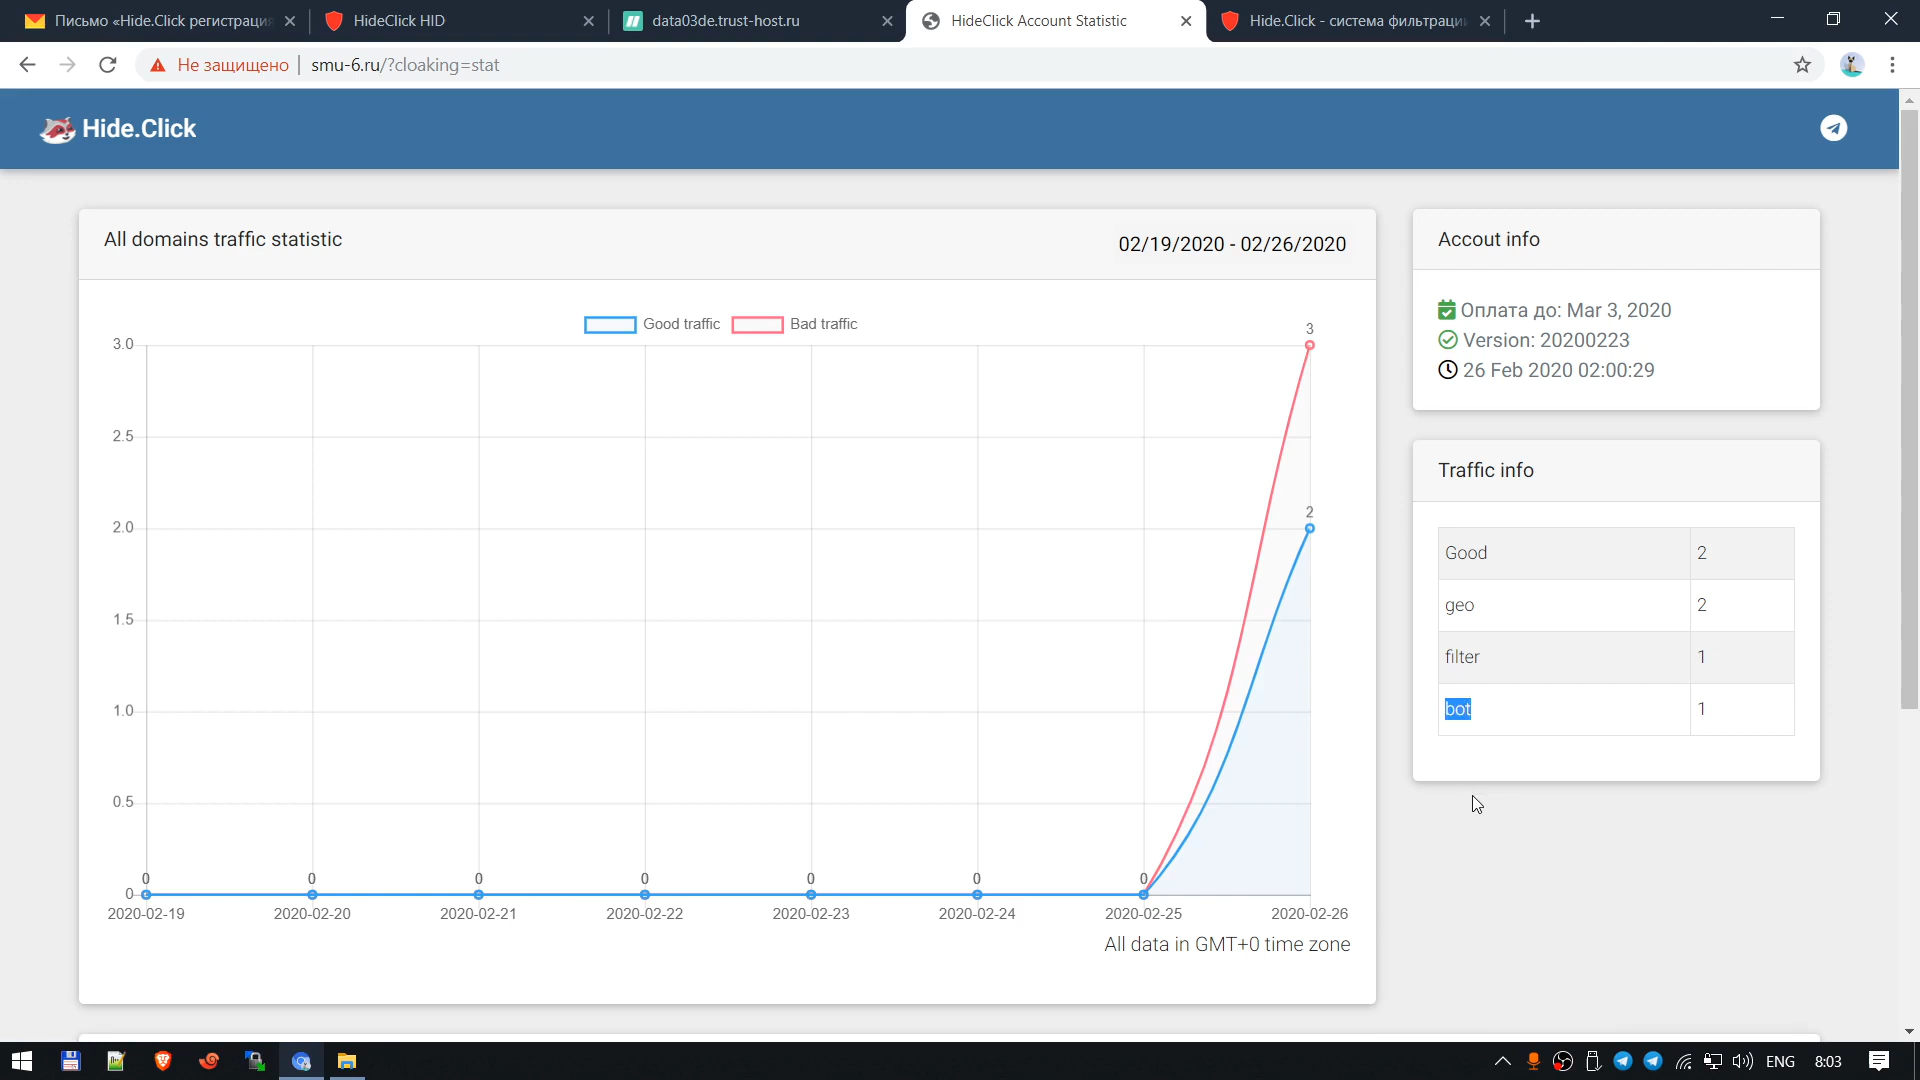 Письмо «Hide.Click регистрация
HideClick HID
data03de.trust-host.ru
HideClick Account Statistic
Hide.Click - система фильтраци
Не защищено
smu-6.ru/?cloaking=stat
Hide.Click
All domains traffic statistic
02/19/2020 - 02/26/2020
Good traffic
Bad traffic
3.0
2.5
2.0
1.5
1.0
0.5
0
3
2
0
0
0
0
0
0
0
2020-02-19
2020-02-20
2020-02-21
2020-02-22
2020-02-23
2020-02-24
2020-02-25
2020-02-26
All data in GMT+0 time zone
Accout info
Оплата до: Mar 3, 2020
Version: 20200223
26 Feb 2020 02:00:29
Traffic info
Good 2
geo 2
filter 1
bot 1
ENG
8:03